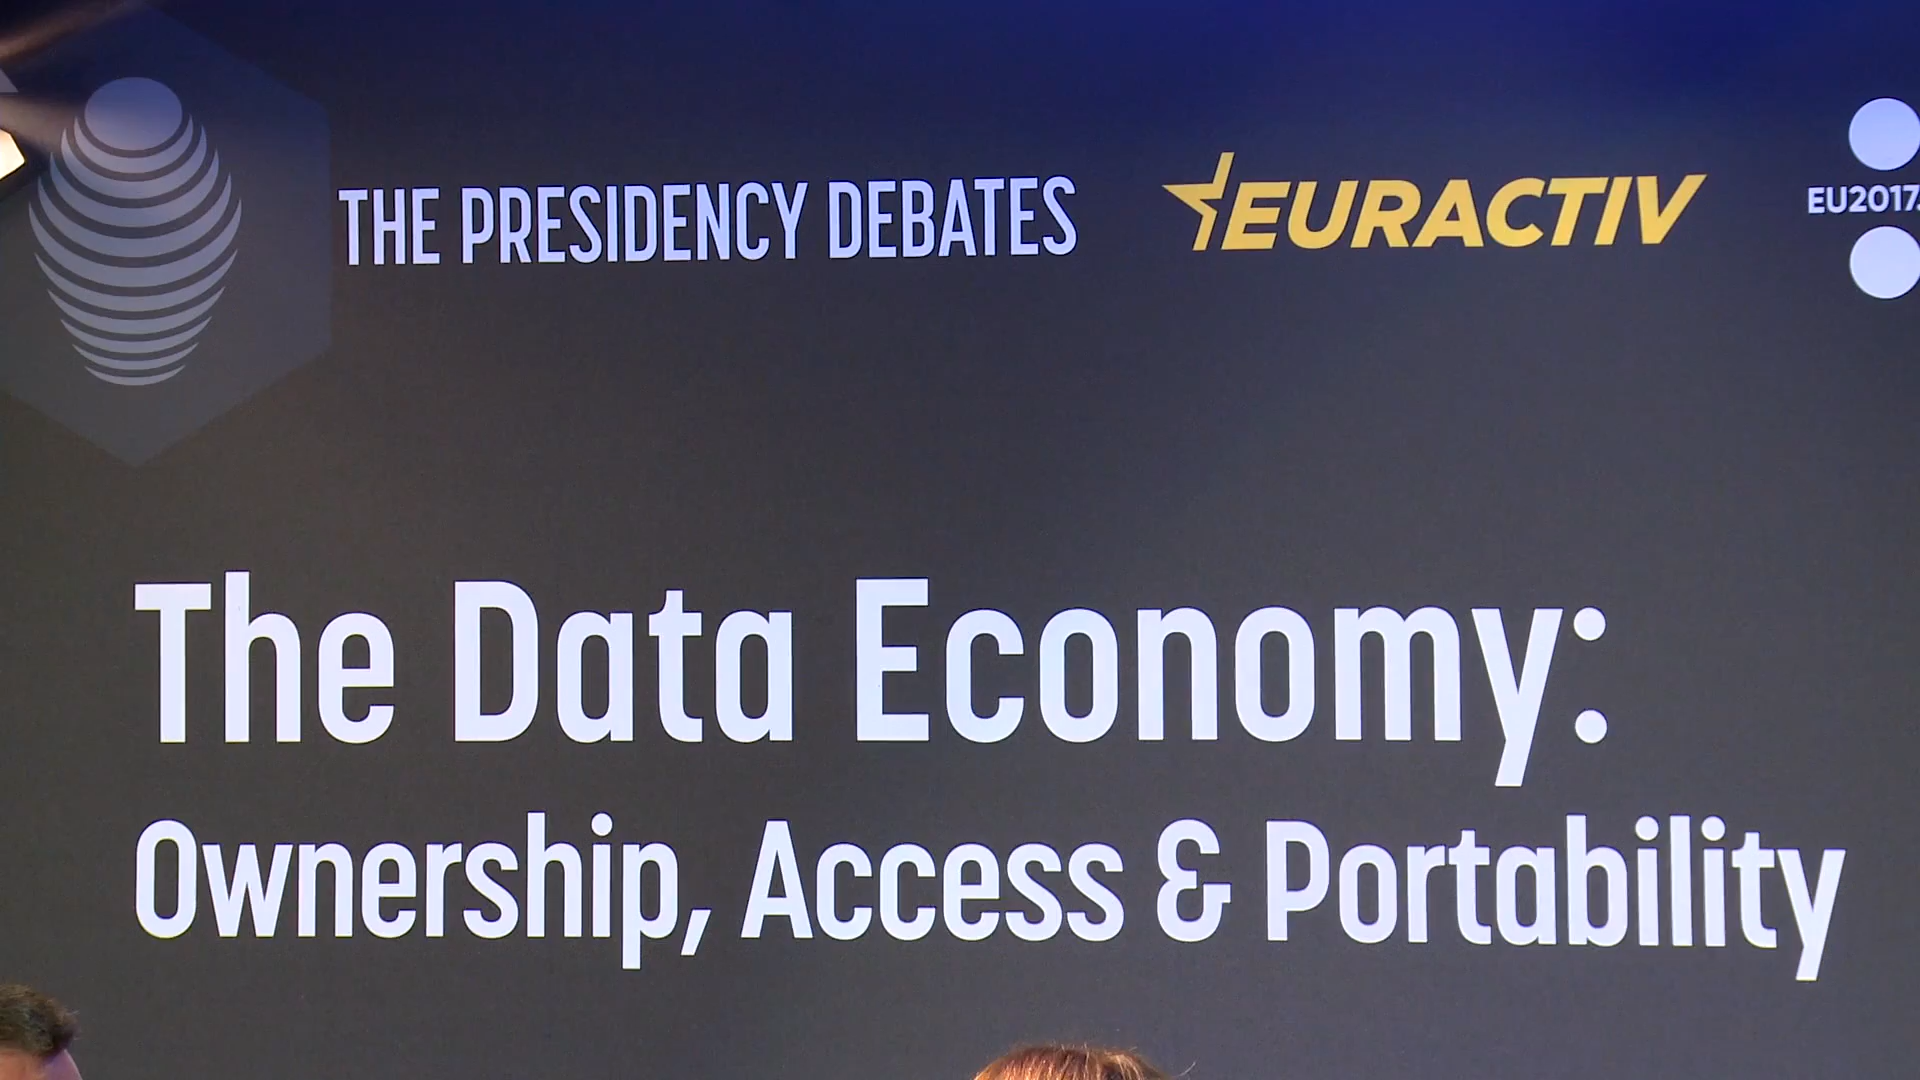 THE PRESIDENCY DEBATES
EURACTIV
EU2017.
The Data Economy:
Ownership, Access & Portability